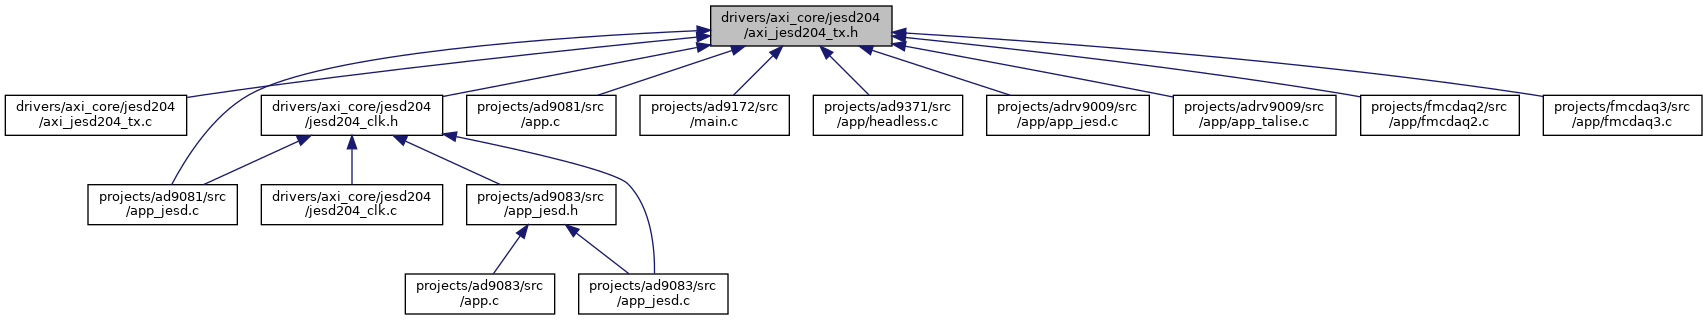 drivers/axi_core/jesd204
/axi_jesd204_tx.h
drivers/axi_core/jesd204
/axi_jesd204_tx.c
drivers/axi_core/jesd204
/jesd204_clk.h
projects/ad9081/src
/app.c
projects/ad9172/src
/main.c
projects/ad9371/src
/app/headless.c
projects/adrv9009/src
/app/app_jesd.c
projects/adrv9009/src
/app/app_talise.c
projects/fmcdaq2/src
/app/fmcdaq2.c
projects/fmcdaq3/src
/app/fmcdaq3.c
projects/ad9081/src
/app_jesd.c
drivers/axi_core/jesd204
/jesd204_clk.c
projects/ad9083/src
/app_jesd.h
projects/ad9083/src
/app.c
projects/ad9083/src
/app_jesd.c